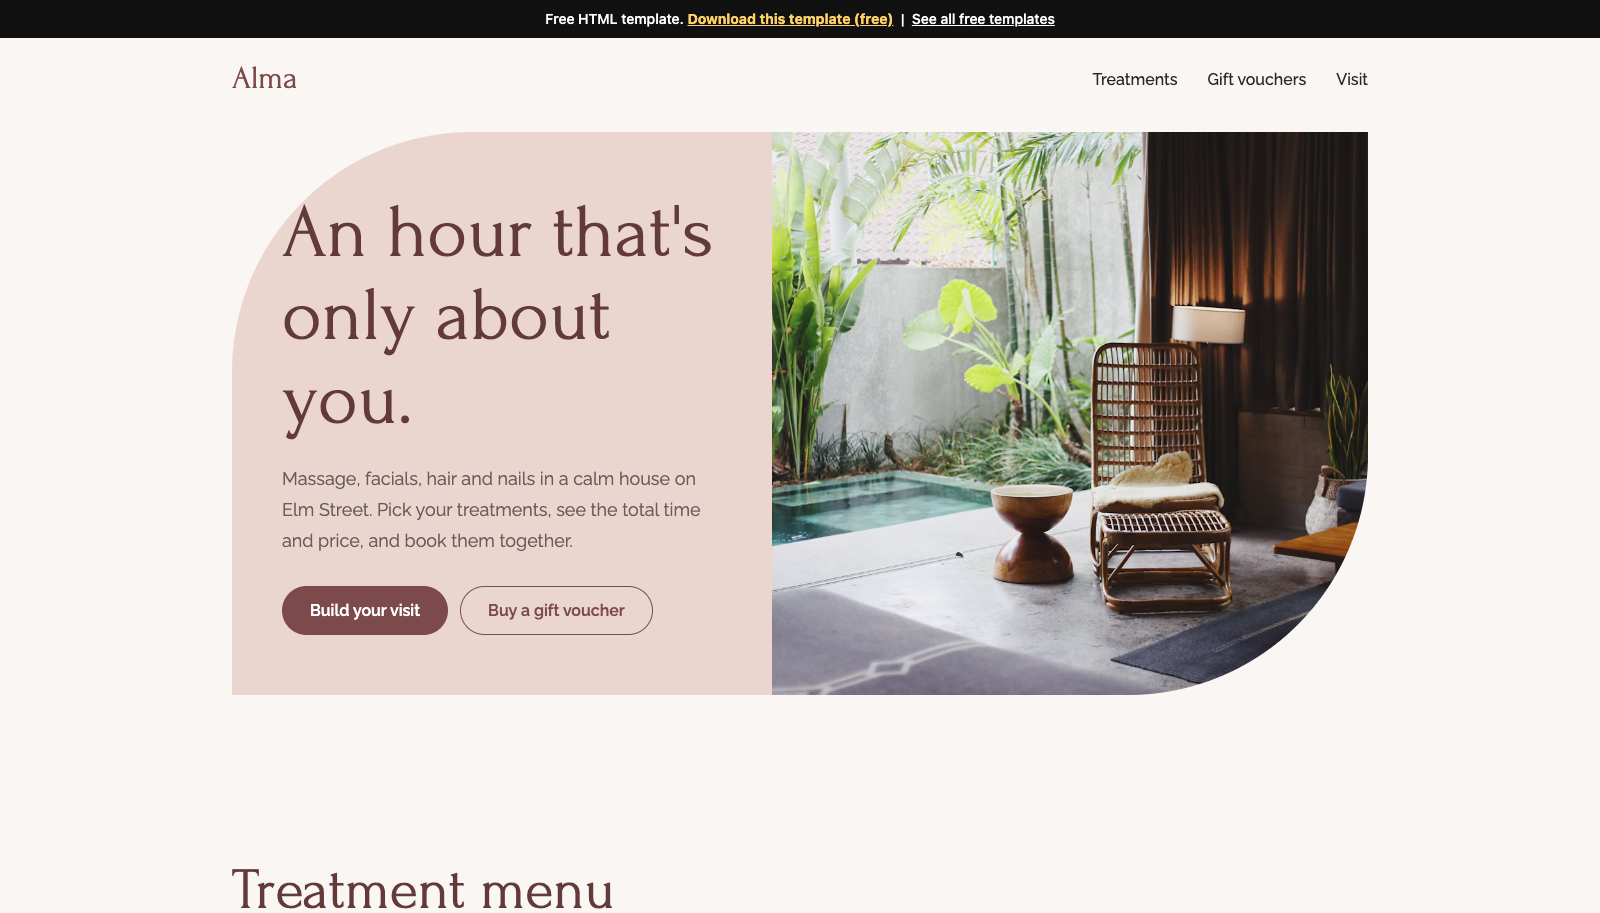 Free HTML template. Download this template (free) | See all free templates
Alma
Treatments Gift vouchers Visit
An hour that's
only about
you.
Massage, facials, hair and nails in a calm house on
Elm Street. Pick your treatments, see the total time
and price, and book them together.
Build your visit Buy a gift voucher
Treatment menu